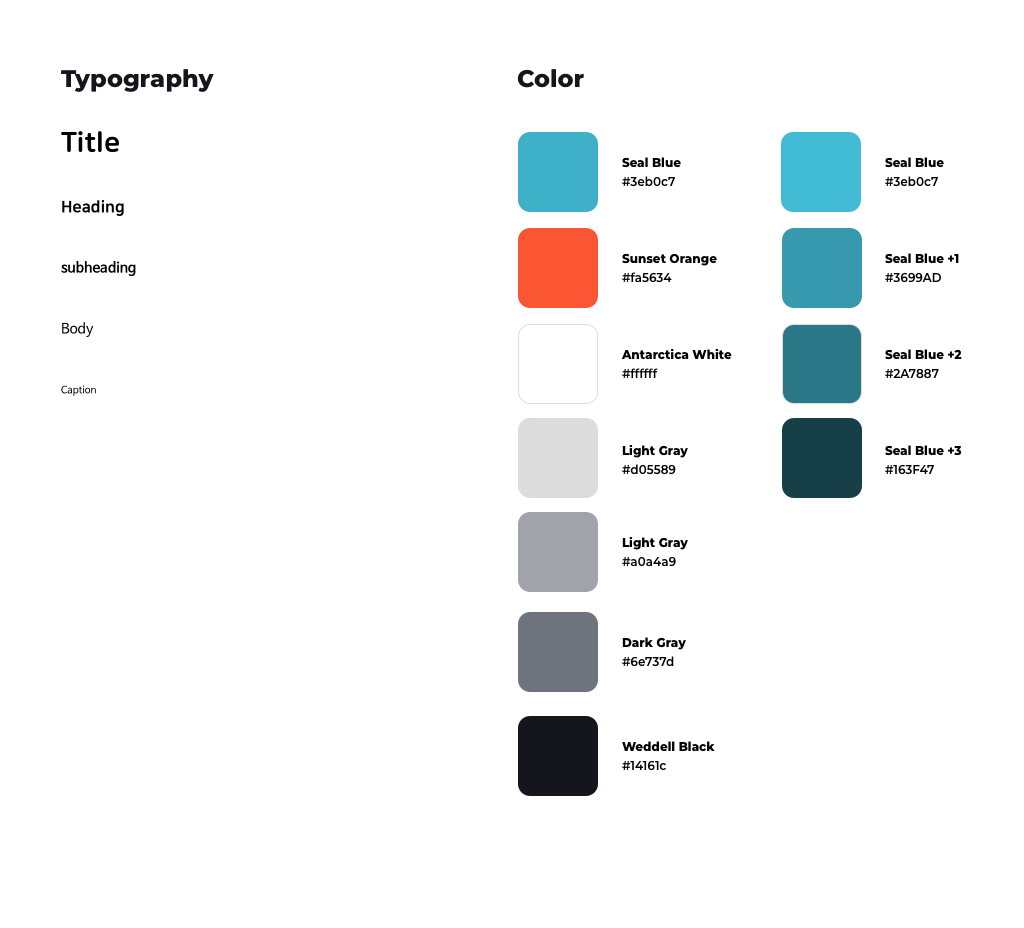 Typography
Title
Heading
subheading
Body
Caption
Color
Seal Blue
#3eb0c7
Sunset Orange
#fa5634
Antarctica White
#ffffff
Light Gray
#d05589
Light Gray
#a0a4a9
Dark Gray
#6e737d
Weddell Black
#14161c
Seal Blue
#3eb0c7
Seal Blue +1
#3699AD
Seal Blue +2
#2A7887
Seal Blue +3
#163F47